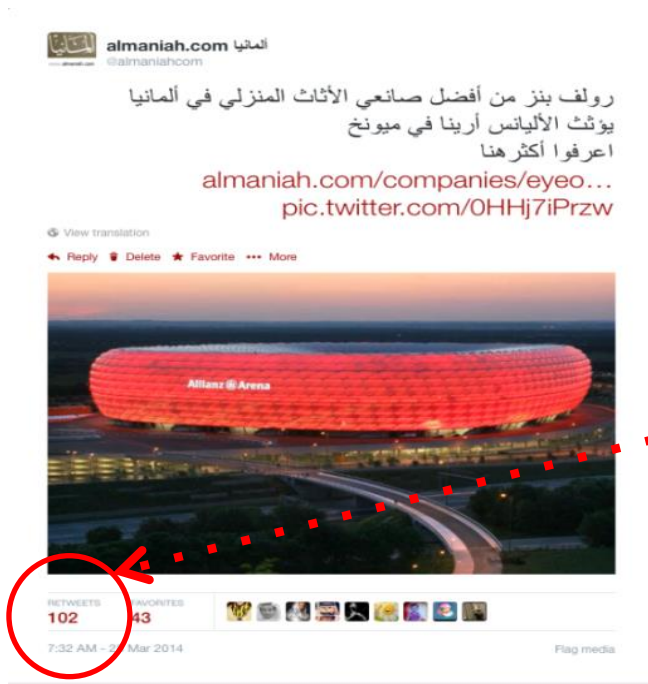 almaniah.com ألمانيا
@almaniahcom
رولف بنز من أفضل صانعي الأثاث المنزلي في ألمانيا
يؤثث الأليانس أرينا في ميونخ
اعرفوا أكثر هنا
almaniah.com/companies/eyeo...
pic.twitter.com/0HHj7iPrzw
View translation
Reply Delete Favorite More
Allianz Arena
RETWEETS FAVORITES
102 43
7:32 AM - Mar 2014 Flag media